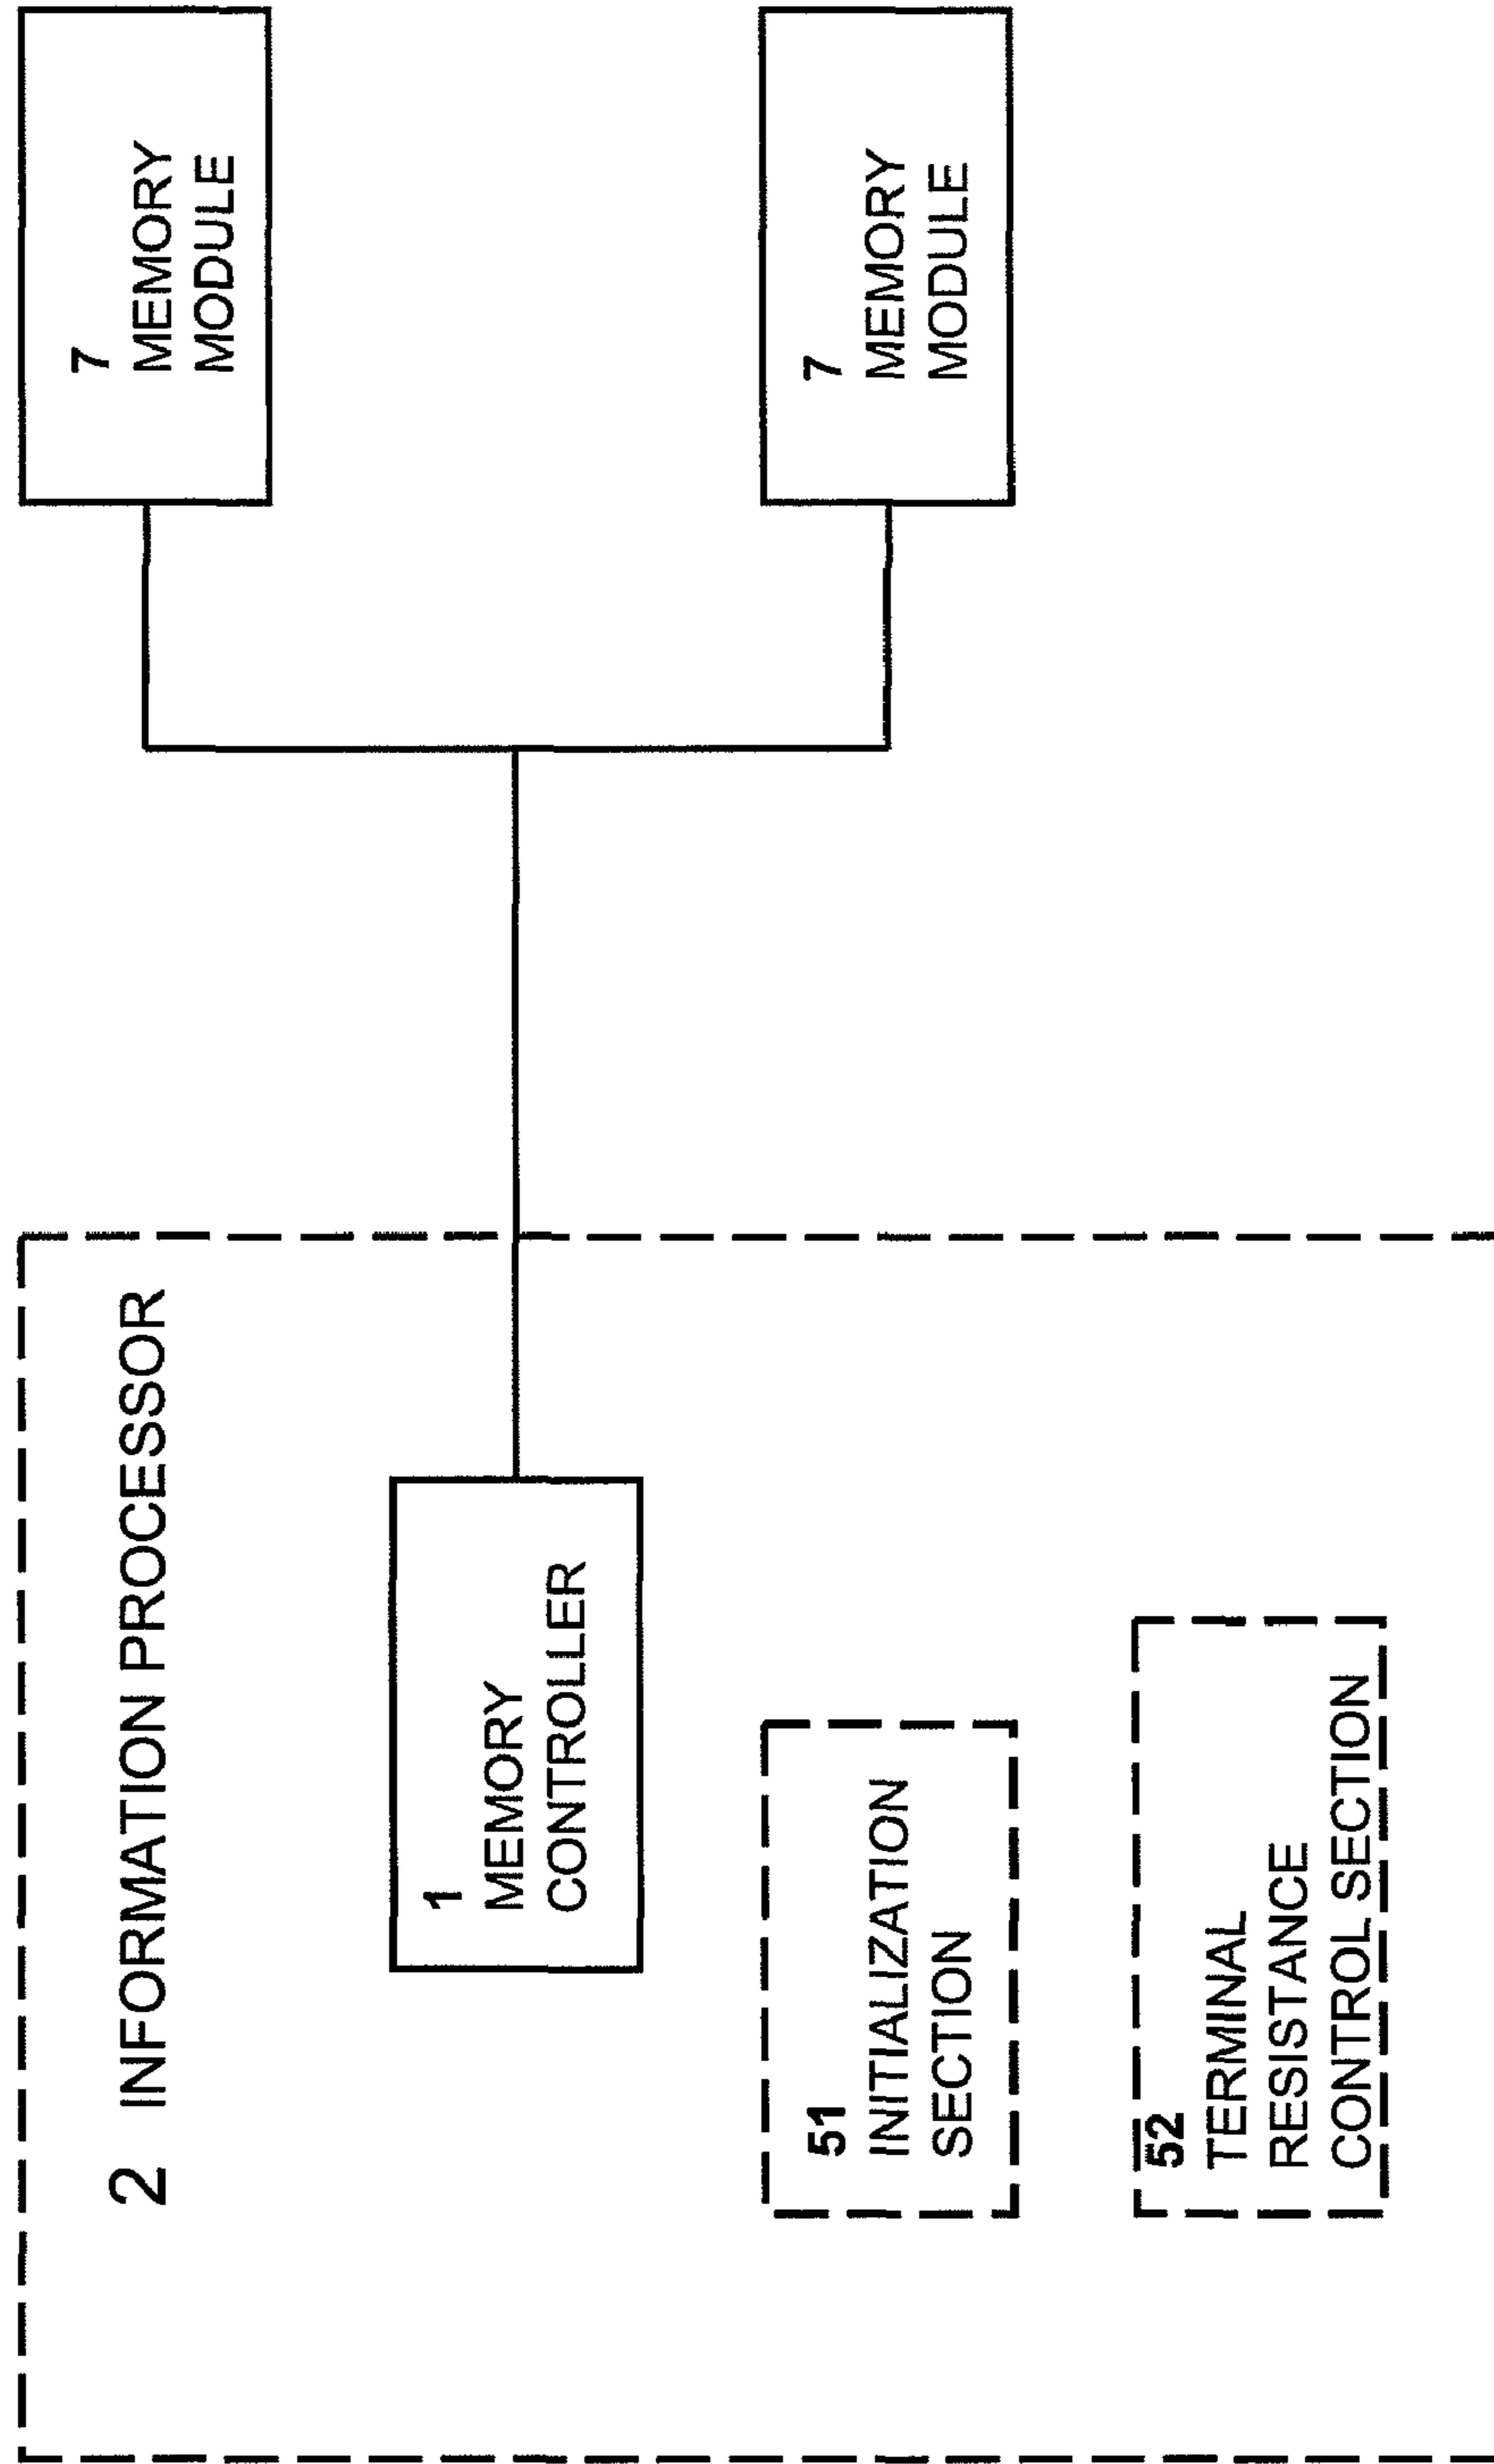 2 INFORMATION PROCESSOR
1
MEMORY
CONTROLLER
51
INITIALIZATION
SECTION
52
TERMINAL
RESISTANCE
CONTROL SECTION
7
MEMORY
MODULE
7
MEMORY
MODULE